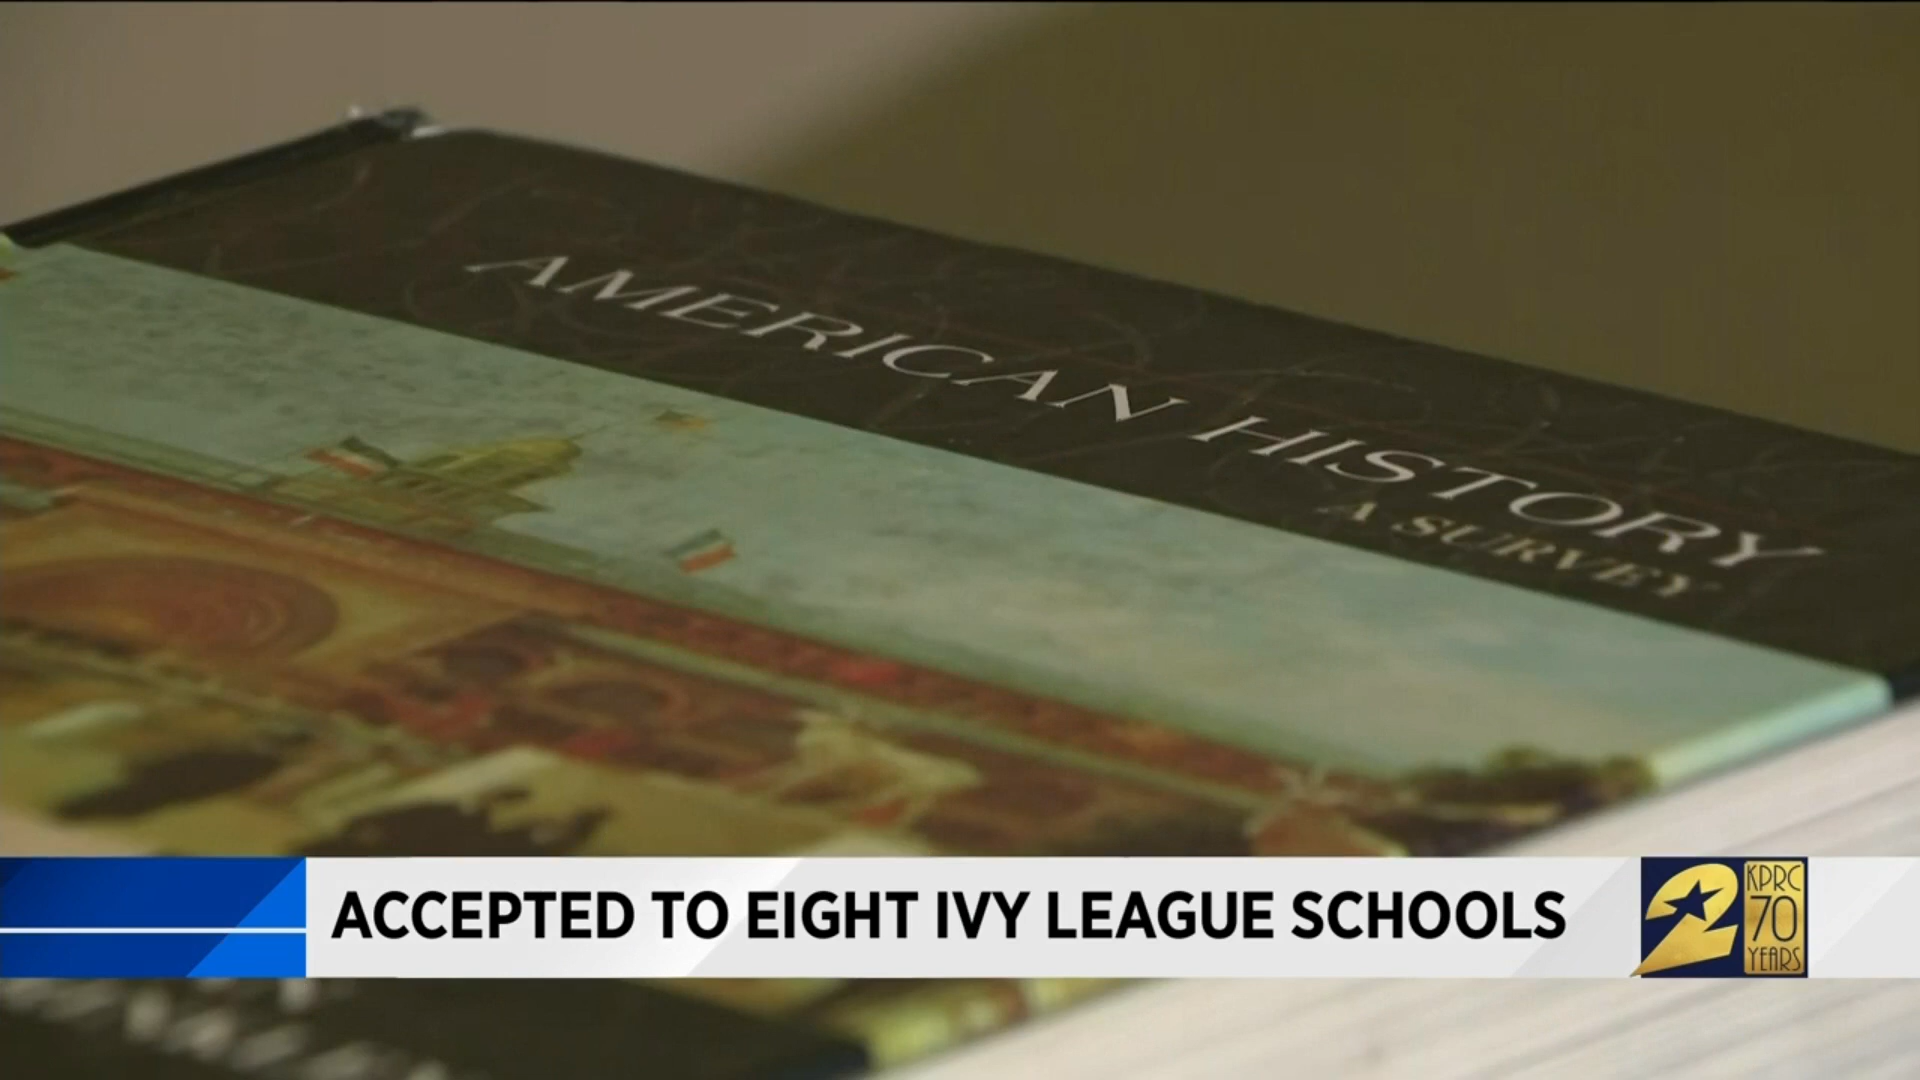 AMERICAN HISTORY
A SURVEY
ACCEPTED TO EIGHT IVY LEAGUE SCHOOLS
2
KPRC
70
YEARS